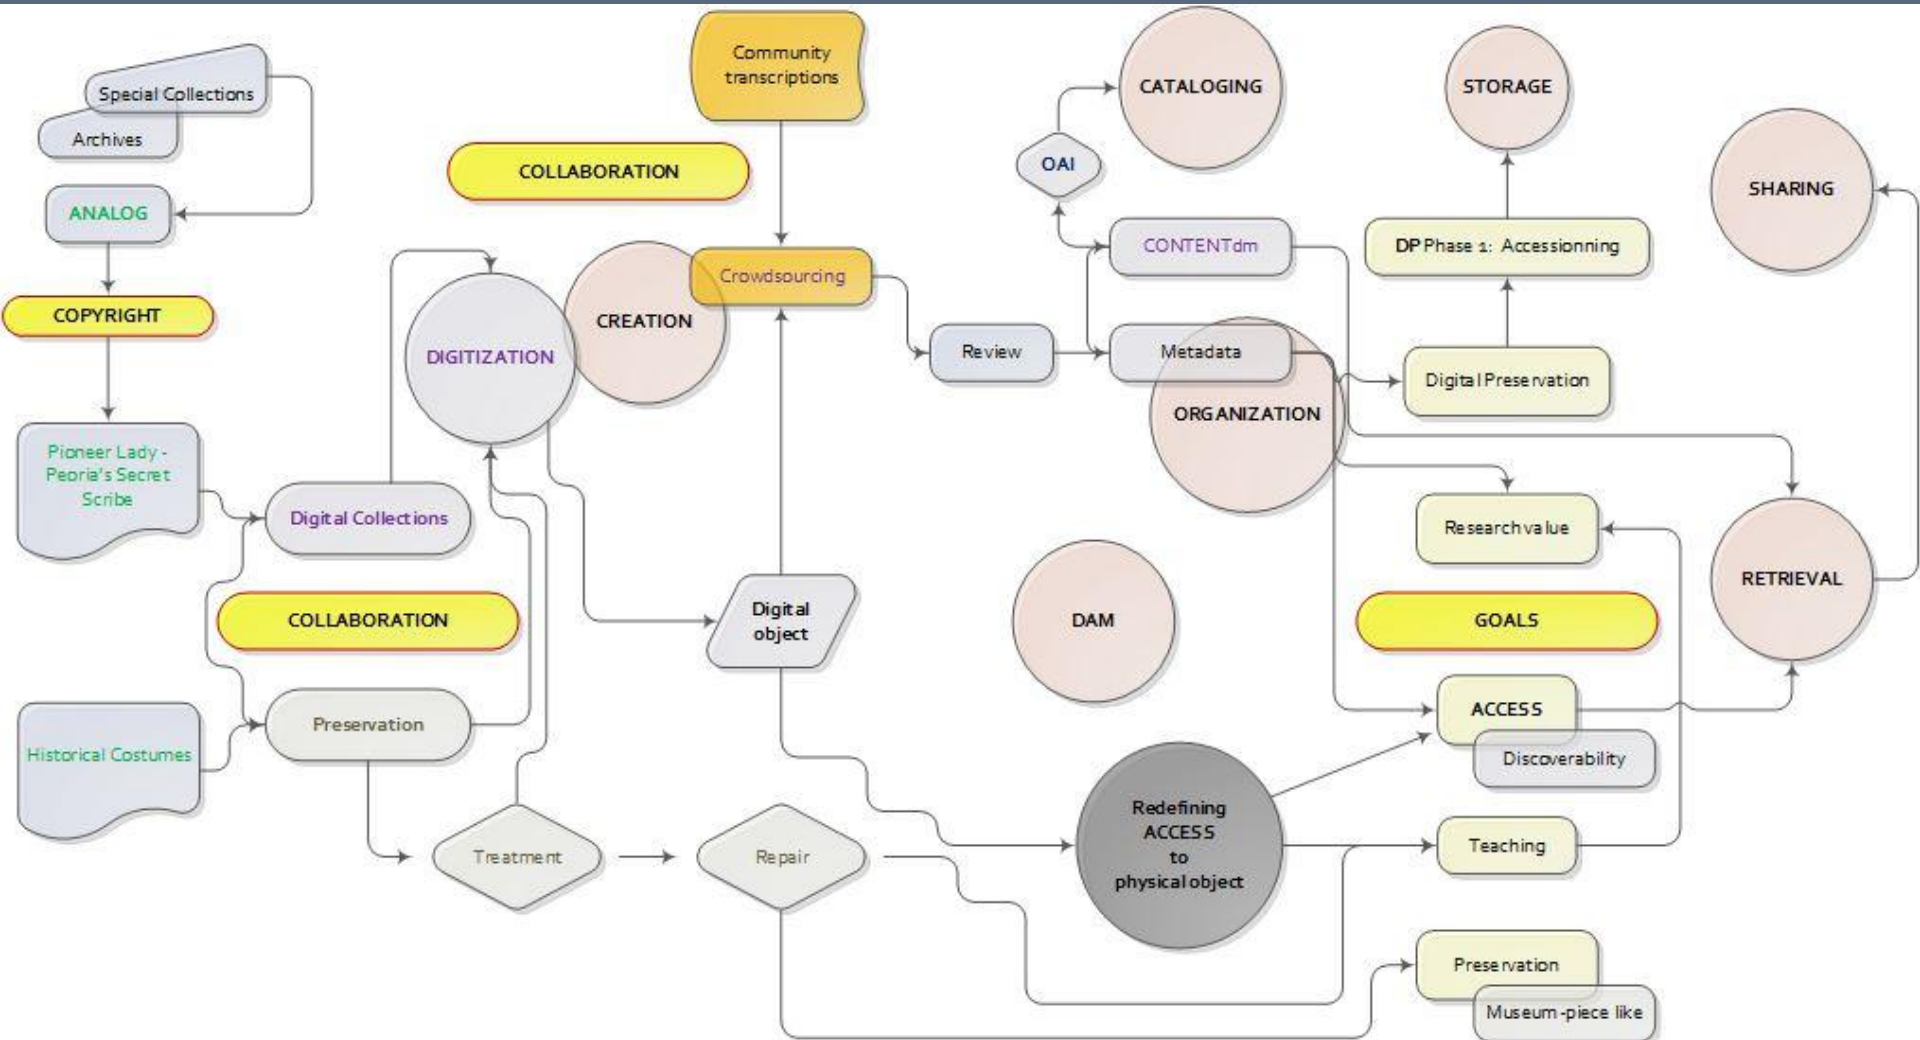 Special Collections
Archives
ANALOG
COPYRIGHT
Pioneer Lady -
Peoria's Secret
Scribe
Historical Costumes
Digital Collections
COLLABORATION
Preservation
Treatment
Repair
DIGITIZATION
CREATION
COLLABORATION
Community
transcriptions
Crowdsourcing
Digital
object
Review
OAI
CATALOGING
CONTENTdm
Metadata
ORGANIZATION
DAM
Redefining
ACCESS
to
physical object
STORAGE
DP Phase 1: Accessionning
Digital Preservation
Research value
GOALS
ACCESS
Discoverability
Teaching
Preservation
Museum-piece like
SHARING
RETRIEVAL